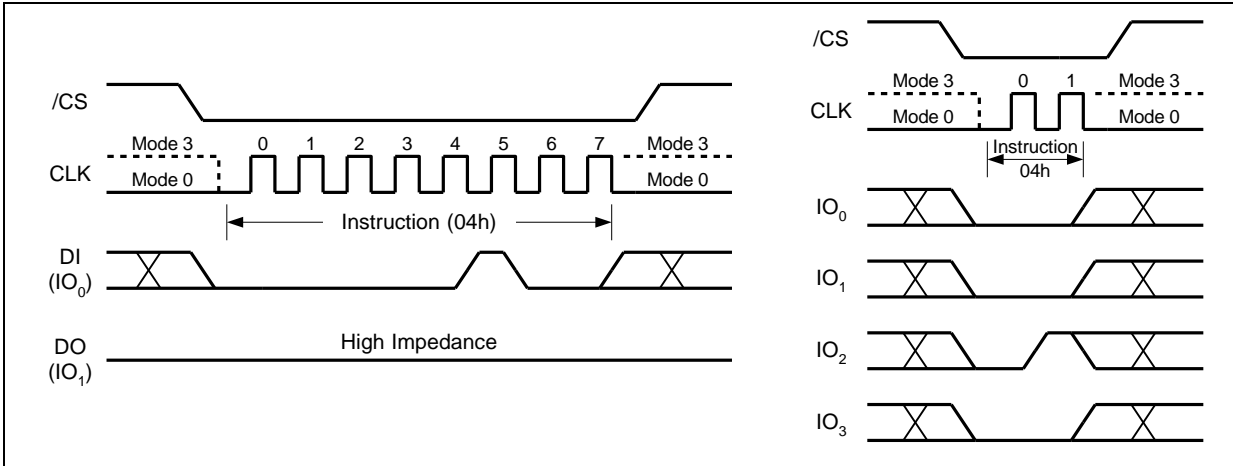 /CS
Mode 3
0 1 2 3 4 5 6 7
Mode 3
CLK
Mode 0
Mode 0
Instruction (04h)
DI
(IO₀)
High Impedance
DO
(IO₁)
/CS
Mode 3
0 1
Mode 3
CLK
Mode 0
Mode 0
Instruction
04h
IO₀
IO₁
IO₂
IO₃